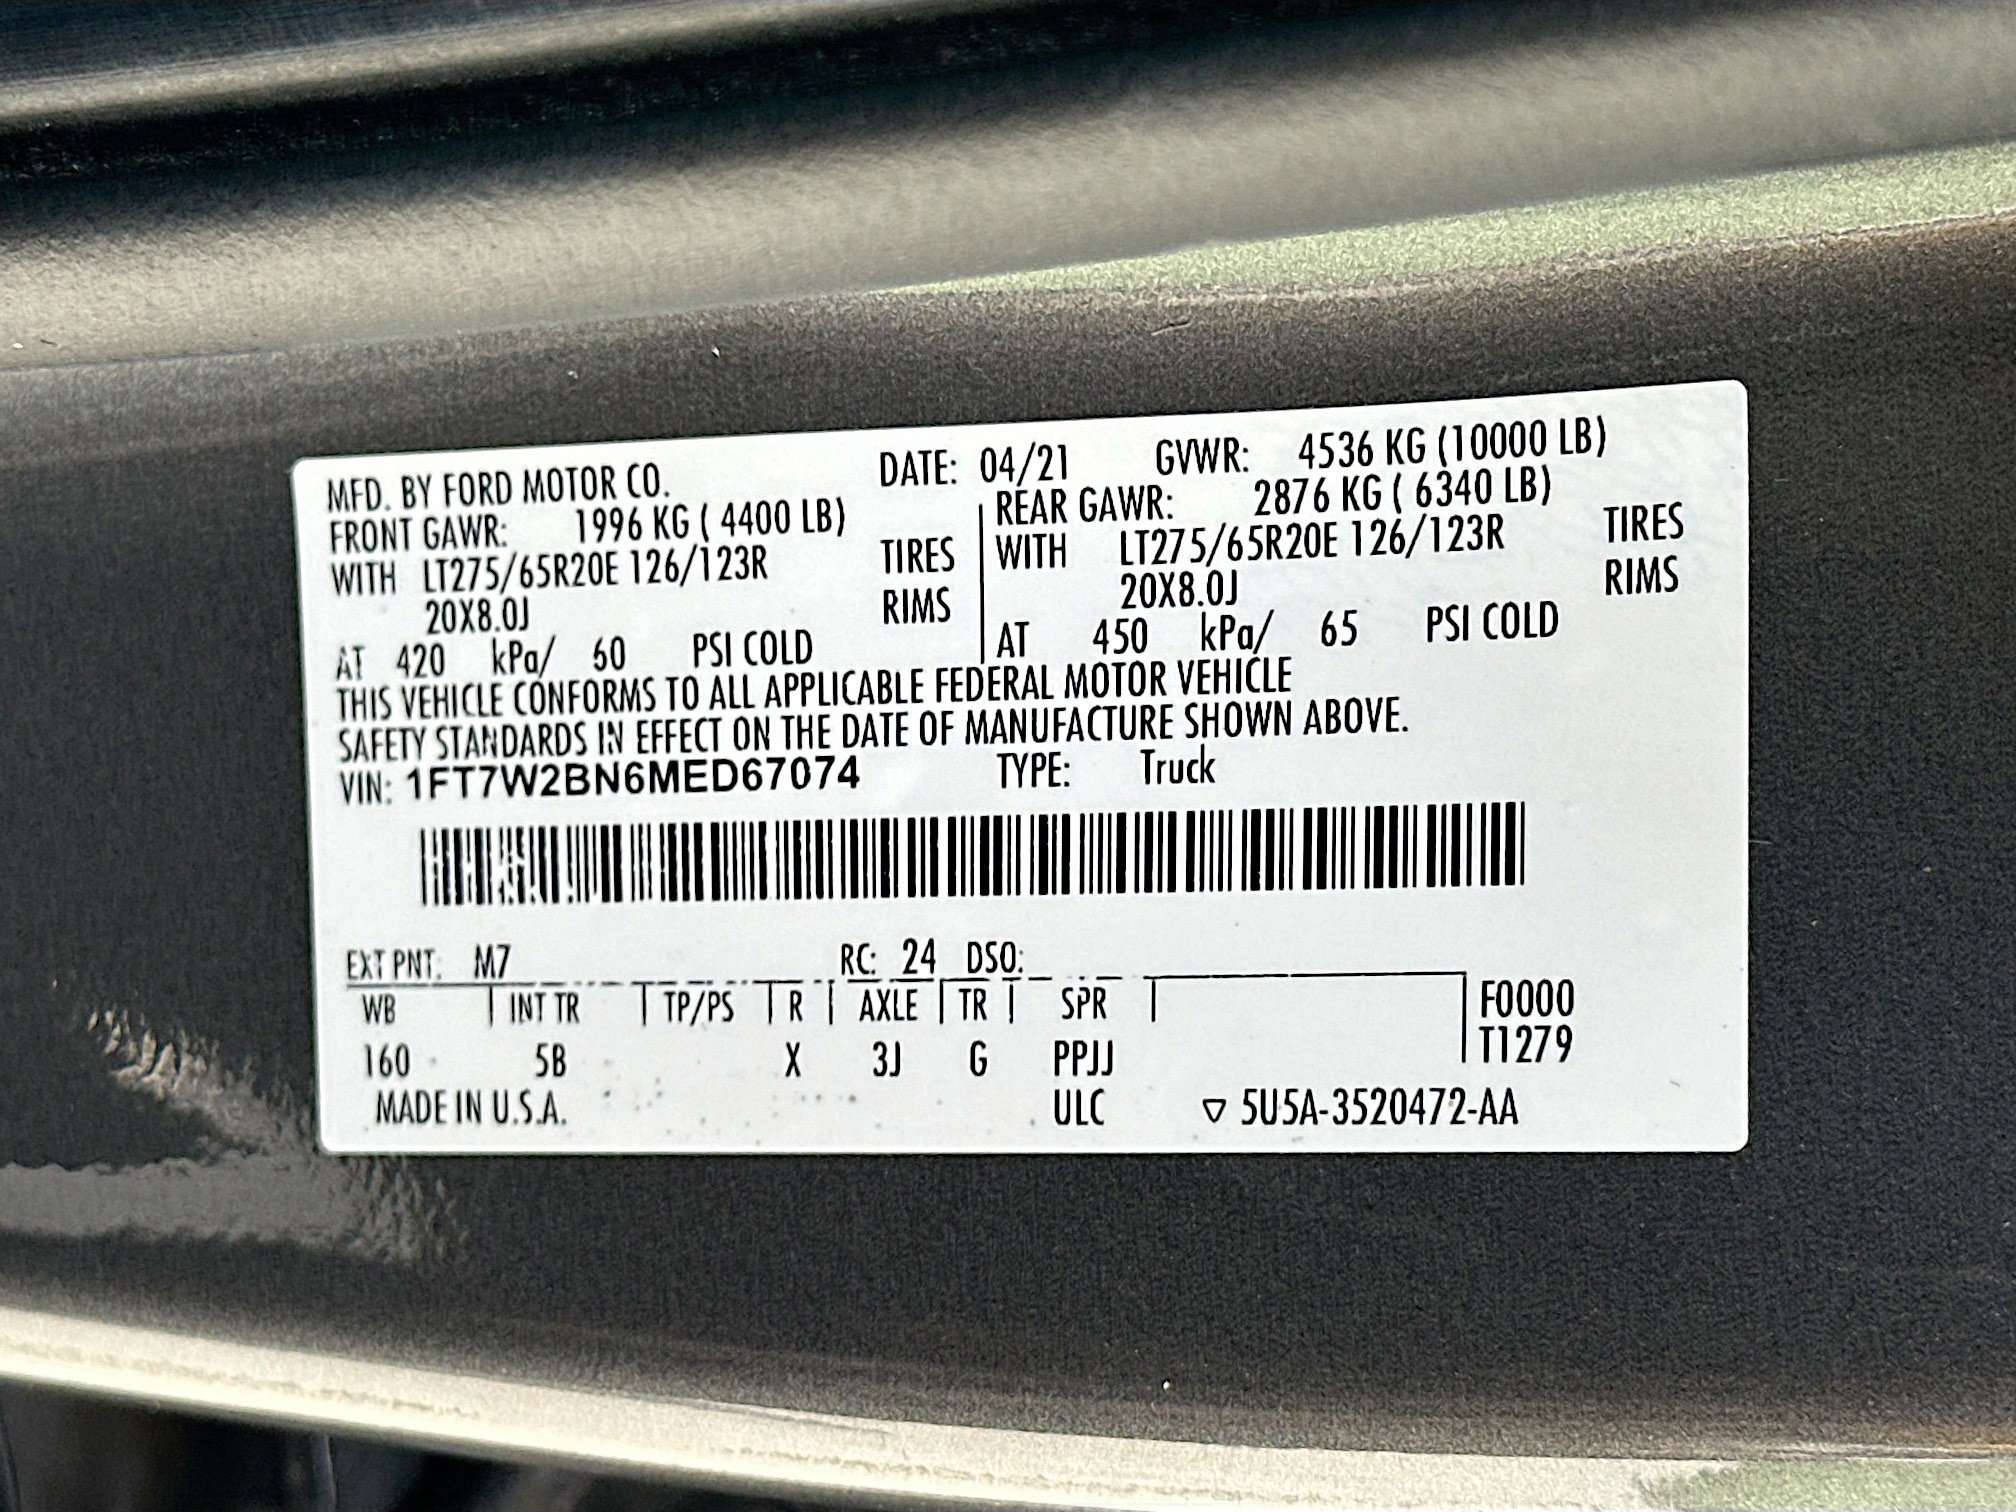 MFD. BY FORD MOTOR CO. DATE: 04/21 GVWR: 4536 KG (10000 LB)
FRONT GAWR: 1996 KG ( 4400 LB)
WITH LT275/65R20E 126/123R TIRES
20X8.0J RIMS
AT 420 kPa/ 60 PSI COLD
REAR GAWR: 2876 KG ( 6340 LB)
WITH LT275/65R20E 126/123R TIRES
20X8.0J RIMS
AT 450 kPa/ 65 PSI COLD
THIS VEHICLE CONFORMS TO ALL APPLICABLE FEDERAL MOTOR VEHICLE
SAFETY STANDARDS IN EFFECT ON THE DATE OF MANUFACTURE SHOWN ABOVE.
VIN: 1FT7W2BN6MED67074 TYPE: Truck
EXT PNT: M7 RC: 24 DSO:
WB INT TR TP/PS R AXLE TR SPR F0000
T1279
160 5B X 3J G PPJJ
MADE IN U.S.A. ULC ▽ 5U5A-3520472-AA